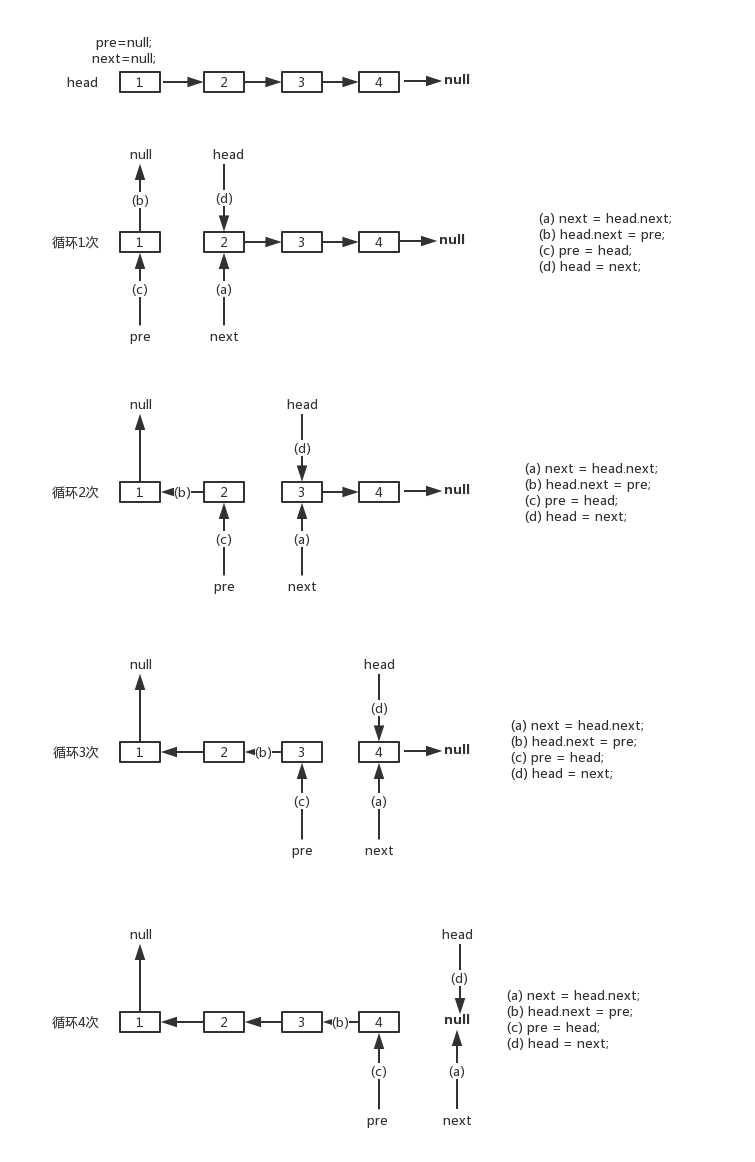 pre=null;
next=null;
head 1 2 3 4 null
null head
(b) (d)
循环1次 1 2 3 4 null
(c) (a)
pre next
(a) next = head.next;
(b) head.next = pre;
(c) pre = head;
(d) head = next;
null head
(d)
循环2次 1 (b) 2 3 4 null
(c) (a)
pre next
(a) next = head.next;
(b) head.next = pre;
(c) pre = head;
(d) head = next;
null head
(d)
循环3次 1 2 (b) 3 4 null
(c) (a)
pre next
(a) next = head.next;
(b) head.next = pre;
(c) pre = head;
(d) head = next;
null head
(d)
循环4次 1 2 3 (b) 4 null
(c) (a)
pre next
(a) next = head.next;
(b) head.next = pre;
(c) pre = head;
(d) head = next;